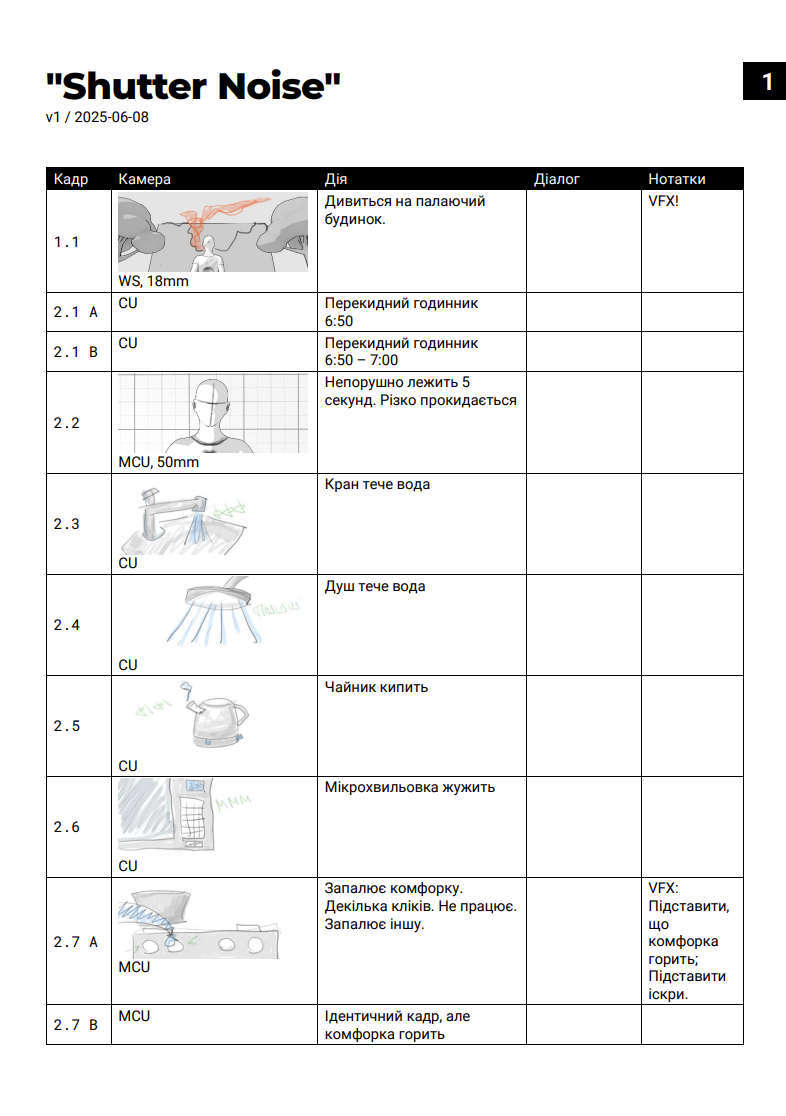 "Shutter Noise"
1
v1 / 2025-06-08
Кадр Камера Дія Діалог Нотатки
1.1
WS, 18mm
Дивиться на палаючий
будинок.
VFX!
2.1 A
CU
Перекидний годинник
6:50
2.1 B
CU
Перекидний годинник
6:50 – 7:00
2.2
MCU, 50mm
Непорушно лежить 5
секунд. Різко прокидається
2.3
CU
Кран тече вода
2.4
CU
Душ тече вода
2.5
CU
Чайник кипить
2.6
МММ
CU
Мікрохвильовка жужить
2.7 A
MCU
Запалює комфорку.
Декілька кліків. Не працює.
Запалює іншу.
VFX:
Підставити,
що
комфорка
горить;
Підставити
іскри.
2.7 B
MCU
Ідентичний кадр, але
комфорка горить